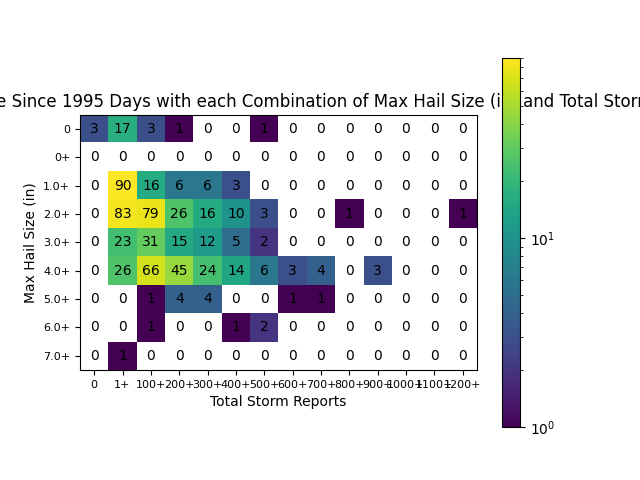 e Since 1995 Days with each Combination of Max Hail Size (in) and Total Storm
0 3 17 3 1 0 0 1 0 0 0 0 0 0 0
0+ 0 0 0 0 0 0 0 0 0 0 0 0 0 0
1.0+ 0 90 16 6 6 3 0 0 0 0 0 0 0 0
2.0+ 0 83 79 26 16 10 3 0 0 1 0 0 0 1
3.0+ 0 23 31 15 12 5 2 0 0 0 0 0 0 0
4.0+ 0 26 66 45 24 14 6 3 4 0 3 0 0 0
5.0+ 0 0 1 4 4 0 0 1 1 0 0 0 0 0
6.0+ 0 0 1 0 0 1 2 0 0 0 0 0 0 0
7.0+ 0 1 0 0 0 0 0 0 0 0 0 0 0 0
0 1+ 100+ 200+ 300+ 400+ 500+ 600+ 700+ 800+ 900+ 1000+ 1100+ 1200+
Total Storm Reports
Max Hail Size (in)
10¹
10⁰